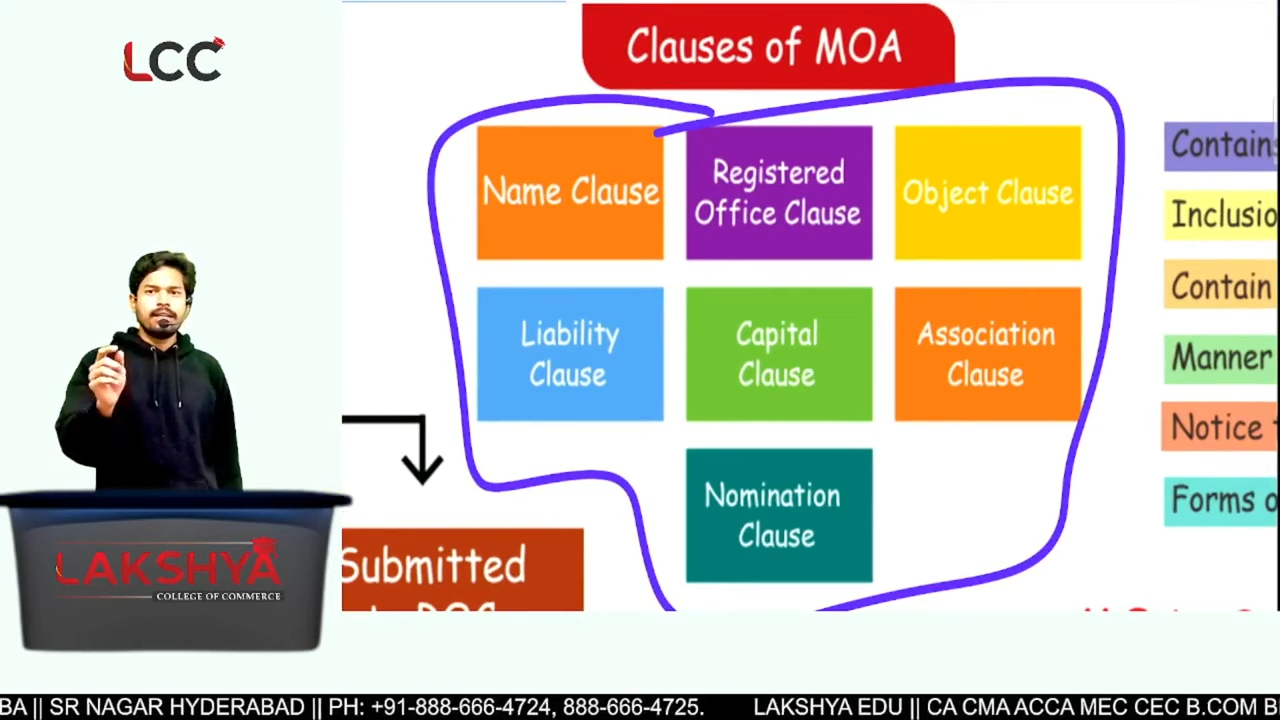 LCC
Clauses of MOA
Name Clause
Registered
Office Clause
Object Clause
Liability
Clause
Capital
Clause
Association
Clause
Nomination
Clause
Submitted
Contains
Inclusio
Contain
Manner
Notice
Forms o
LAKSHYA
COLLEGE OF COMMERCE
BA || SR NAGAR HYDERABAD || PH: +91-888-666-4724, 888-666-4725. LAKSHYA EDU || CA CMA ACCA MEC CEC B.COM B